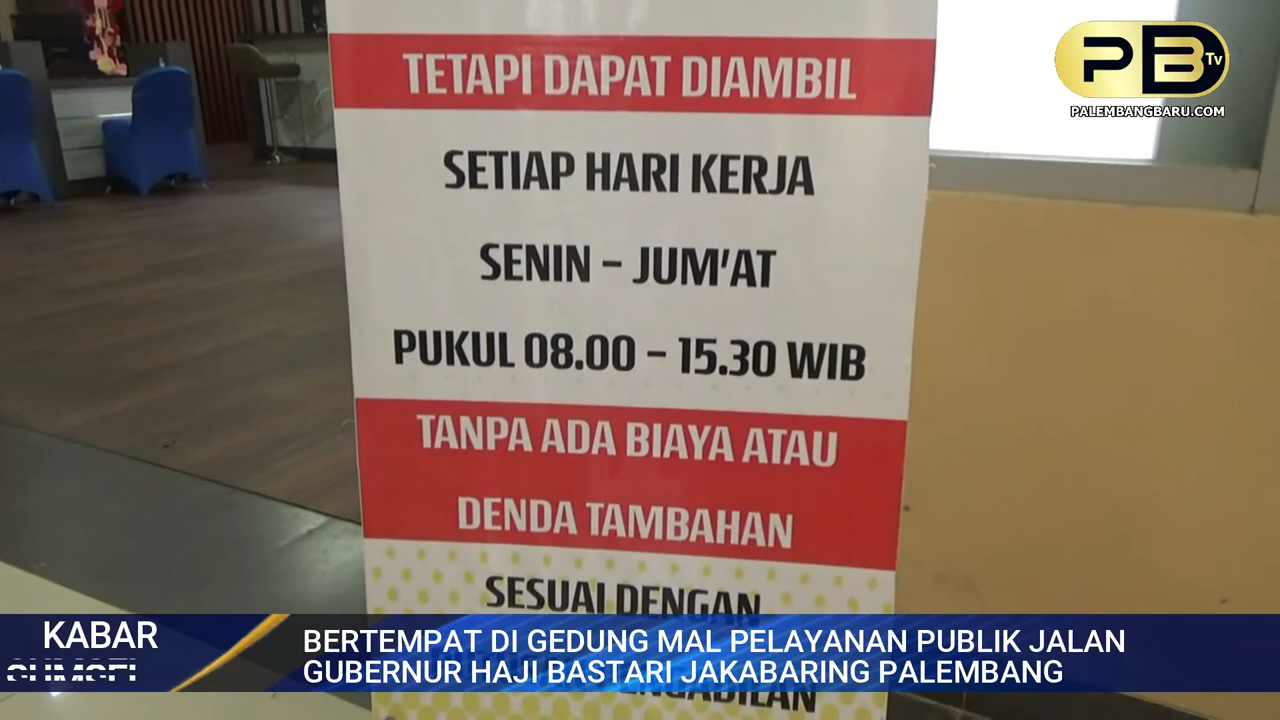 TETAPI DAPAT DIAMBIL
SETIAP HARI KERJA
SENIN – JUM'AT
PUKUL 08.00 – 15.30 WIB
TANPA ADA BIAYA ATAU
DENDA TAMBAHAN
SESUAI DENGAN
PENGADILAN
PB Tv
PALEMBANGBARU.COM
KABAR
SUMSEL
BERTEMPAT DI GEDUNG MAL PELAYANAN PUBLIK JALAN
GUBERNUR HAJI BASTARI JAKABARING PALEMBANG